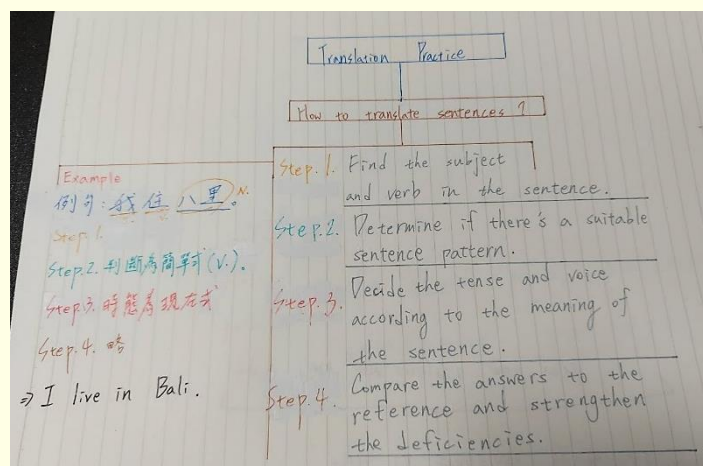 Translation Practice
How to translate sentences ?
Example
例句：我住八里。 N.
Step 1.
Step.2. 判斷為簡單式(V.).
Step.3. 時態為現在式
Step.4. 略
⇒ I live in Bali.
Step.1. Find the subject
and verb in the sentence.
Step.2. Determine if there's a suitable
sentence pattern.
Step.3. Decide the tense and voice
according to the meaning of
the sentence.
Step.4. Compare the answers to the
reference and strengthen
the deficiencies.